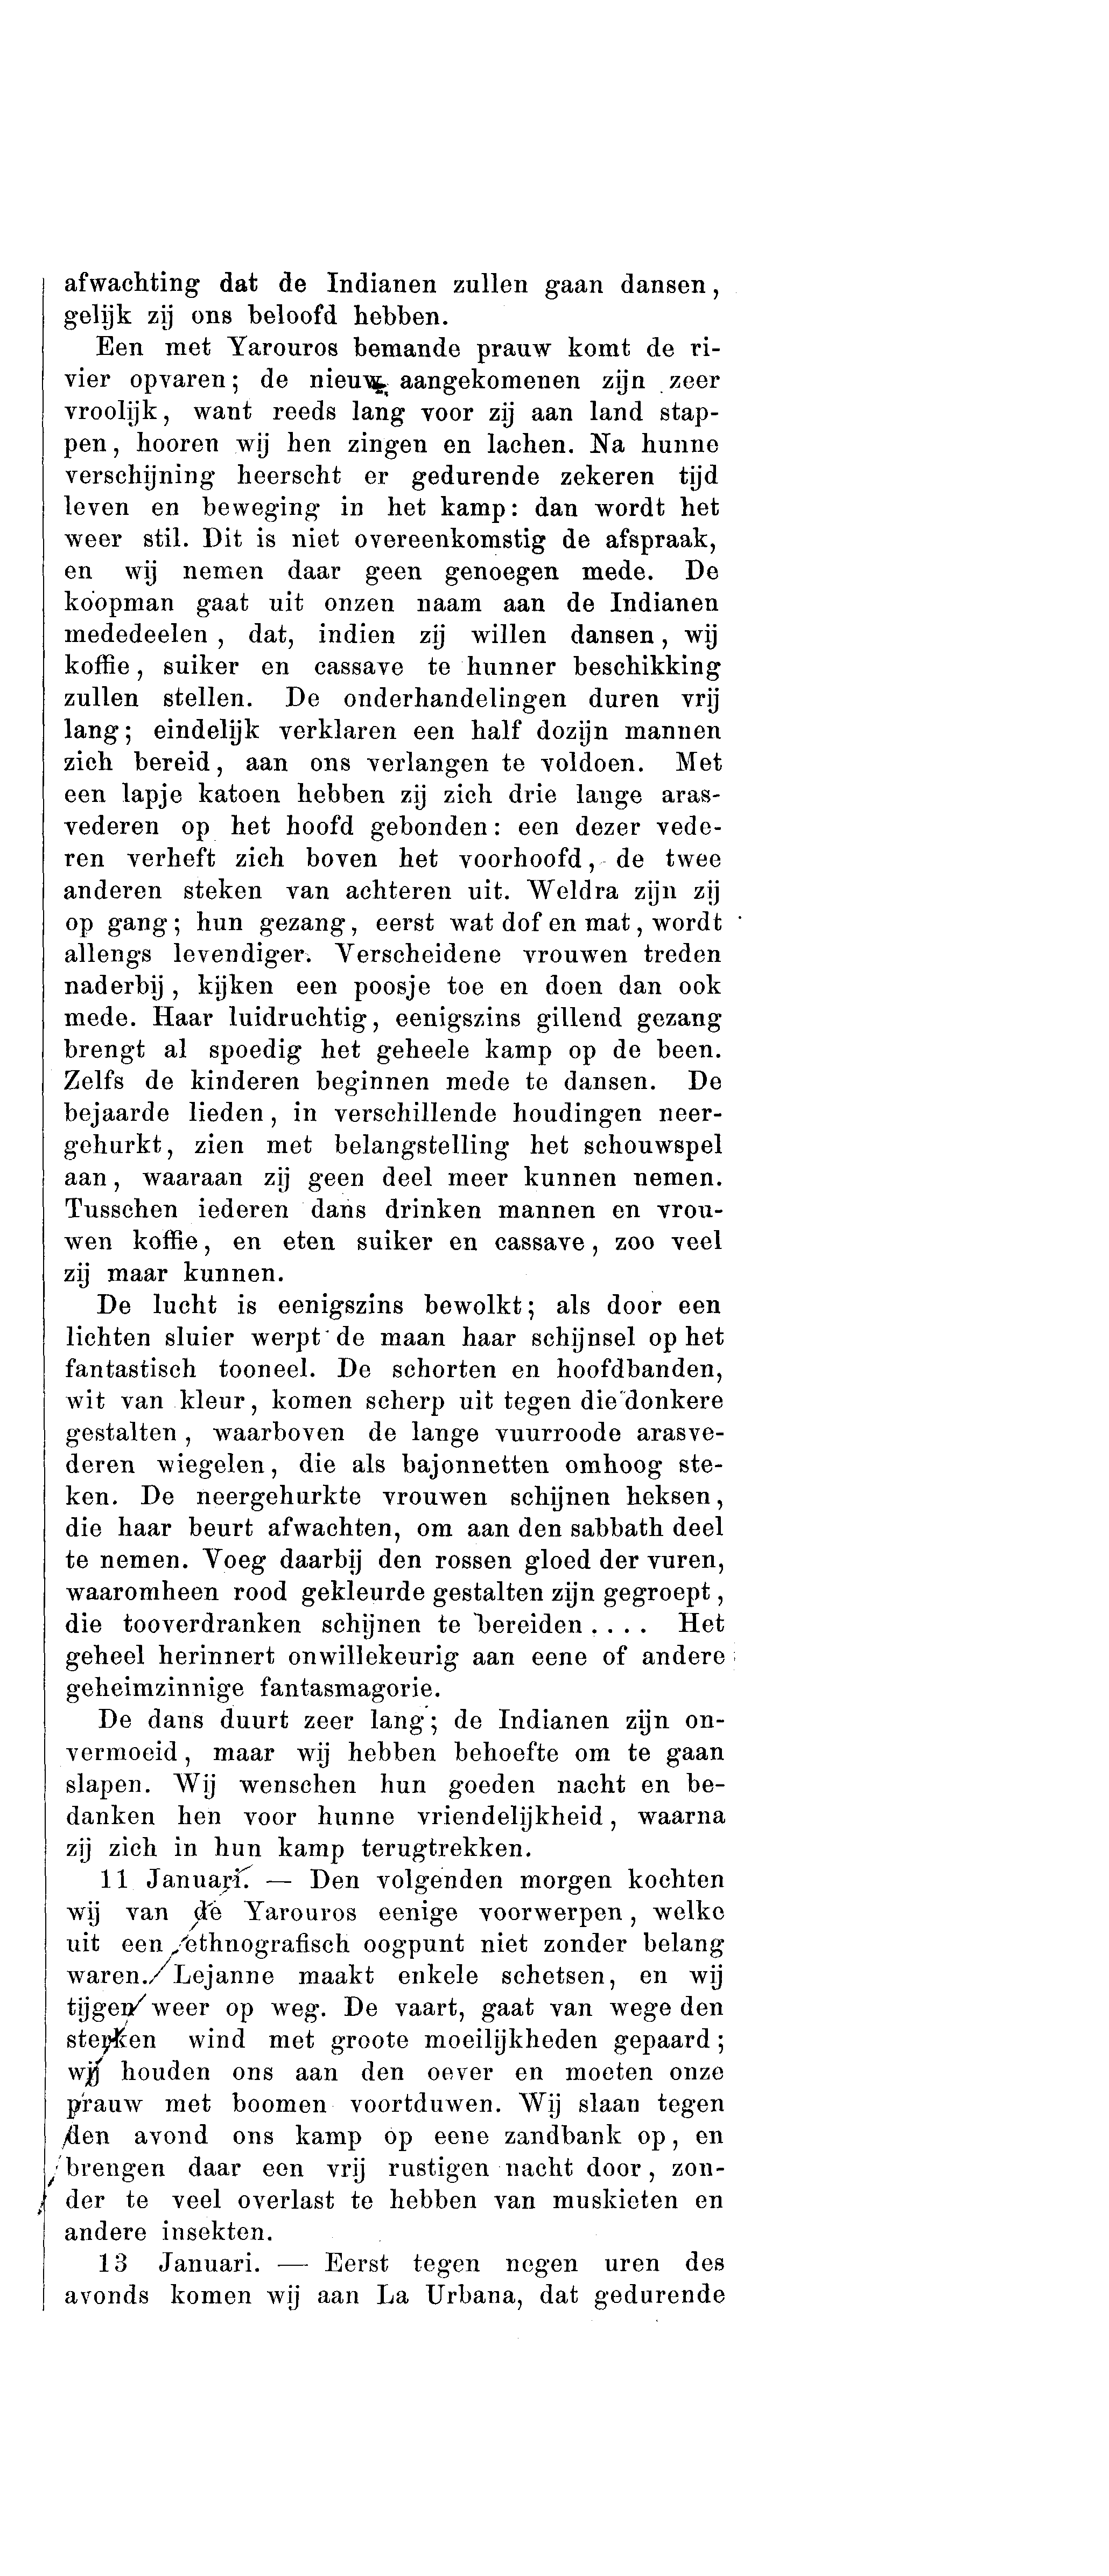 afwachting dat de Indianen zullen gaan dansen,
gelijk zij ons beloofd hebben.
Een met Yarouros bemande prauw komt de ri-
vier opvaren; de nieuw aangekomenen zijn zeer
vroolijk, want reeds lang voor zij aan land stap-
pen, hooren wij hen zingen en lachen. Na hunne
verschijning heerscht er gedurende zekeren tijd
leven en beweging in het kamp: dan wordt het
weer stil. Dit is niet overeenkomstig de afspraak,
en wij nemen daar geen genoegen mede. De
koopman gaat uit onzen naam aan de Indianen
mededeelen, dat, indien zij willen dansen, wij
koffie, suiker en cassave te hunner beschikking
zullen stellen. De onderhandelingen duren vrij
lang; eindelijk verklaren een half dozijn mannen
zich bereid, aan ons verlangen te voldoen. Met
een lapje katoen hebben zij zich drie lange aras-
vederen op het hoofd gebonden: een dezer vede-
ren verheft zich boven het voorhoofd, de twee
anderen steken van achteren uit. Weldra zijn zij
op gang; hun gezang, eerst wat dof en mat, wordt
allengs levendiger. Verscheidene vrouwen treden
naderbij, kijken een poosje toe en doen dan ook
mede. Haar luidruchtig, eenigszins gillend gezang
brengt al spoedig het geheele kamp op de been.
Zelfs de kinderen beginnen mede te dansen. De
bejaarde lieden, in verschillende houdingen neer-
gehurkt, zien met belangstelling het schouwspel
aan, waaraan zij geen deel meer kunnen nemen.
Tusschen iederen dans drinken mannen en vrou-
wen koffie, en eten suiker en cassave, zoo veel
zij maar kunnen.
De lucht is eenigszins bewolkt; als door een
lichten sluier werpt de maan haar schijnsel op het
fantastisch tooneel. De schorten en hoofdbanden,
wit van kleur, komen scherp uit tegen die donkere
gestalten, waarboven de lange vuurroode arasve-
deren wiegelen, die als bajonnetten omhoog ste-
ken. De neergehurkte vrouwen schijnen heksen,
die haar beurt afwachten, om aan den sabbath deel
te nemen. Voeg daarbij den rossen gloed der vuren,
waaromheen rood gekleurde gestalten zijn gegroept,
die tooverdranken schijnen te bereiden.... Het
geheel herinnert onwillekeurig aan eene of andere
geheimzinnige fantasmagorie.
De dans duurt zeer lang; de Indianen zijn on-
vermoeid, maar wij hebben behoefte om te gaan
slapen. Wij wenschen hun goeden nacht en be-
danken hen voor hunne vriendelijkheid, waarna
zij zich in hun kamp terugtrekken.
11 Januari. — Den volgenden morgen kochten
wij van de Yarouros eenige voorwerpen, welke
uit een ethnografisch oogpunt niet zonder belang
waren. Lejanne maakt enkele schetsen, en wij
tijgen weer op weg. De vaart, gaat van wege den
sterken wind met groote moeilijkheden gepaard;
wij houden ons aan den oever en moeten onze
prauw met boomen voortduwen. Wij slaan tegen
den avond ons kamp op eene zandbank op, en
brengen daar een vrij rustigen nacht door, zon-
der te veel overlast te hebben van muskieten en
andere insekten.
13 Januari. — Eerst tegen negen uren des
avonds komen wij aan La Urbana, dat gedurende